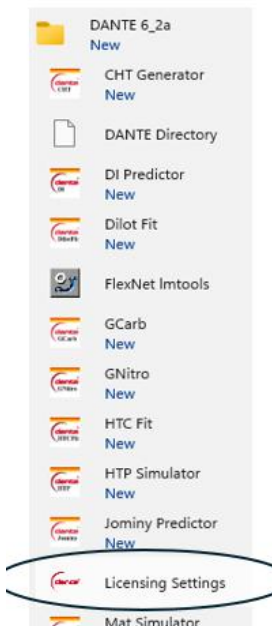 DANTE 6_2a
New
CHT Generator
New
DANTE Directory
DI Predictor
New
Dilot Fit
New
FlexNet lmtools
GCarb
New
GNitro
New
HTC Fit
New
HTP Simulator
New
Jominy Predictor
New
Licensing Settings
Mat Simulator